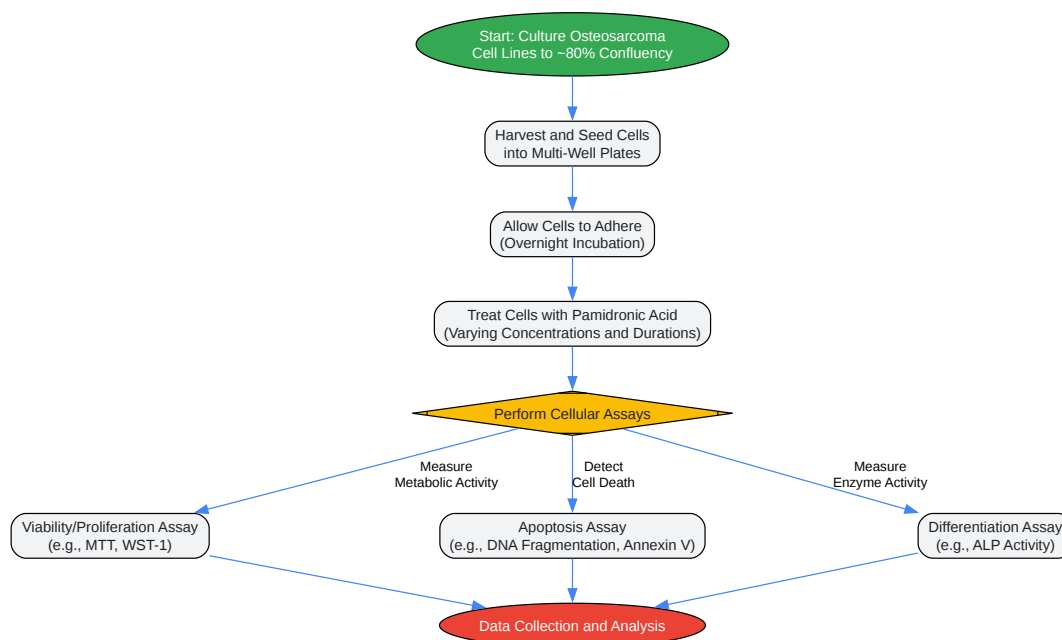 Start: Culture Osteosarcoma
Cell Lines to ~80% Confluency
Harvest and Seed Cells
into Multi-Well Plates
Allow Cells to Adhere
(Overnight Incubation)
Treat Cells with Pamidronic Acid
(Varying Concentrations and Durations)
Perform Cellular Assays
Measure
Metabolic Activity
Detect
Cell Death
Measure
Enzyme Activity
Viability/Proliferation Assay
(e.g., MTT, WST-1)
Apoptosis Assay
(e.g., DNA Fragmentation, Annexin V)
Differentiation Assay
(e.g., ALP Activity)
Data Collection and Analysis